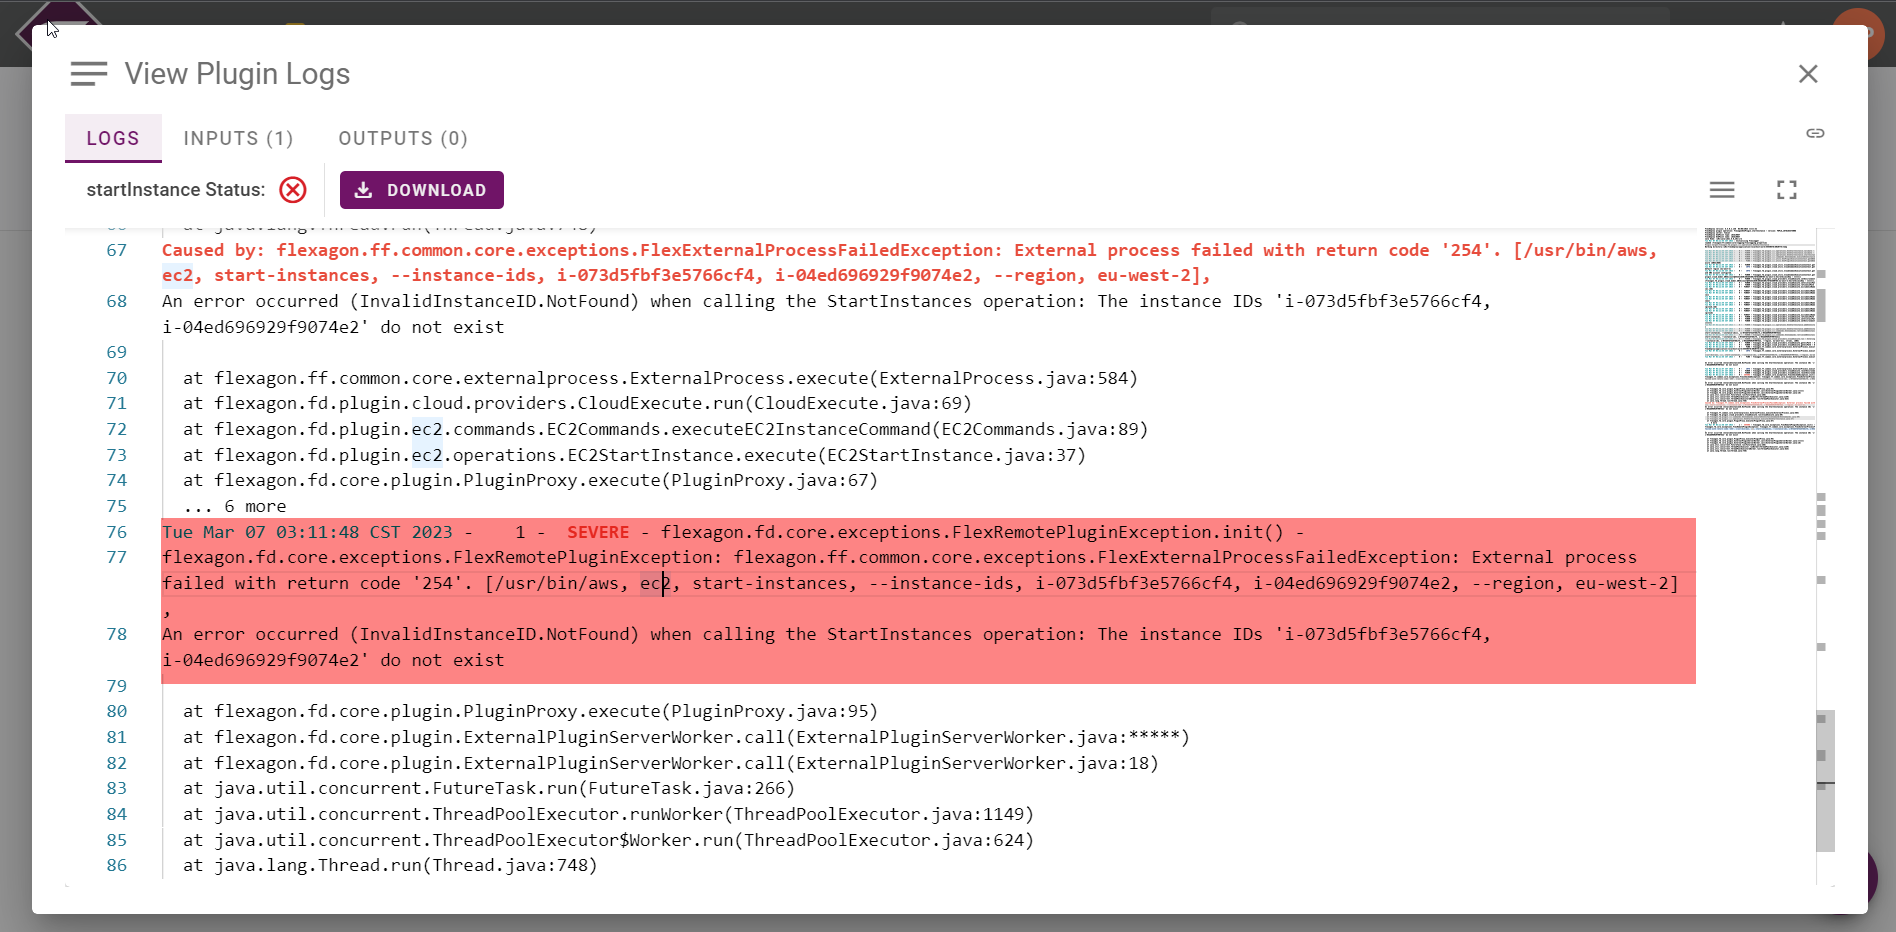 View Plugin Logs
LOGS INPUTS (1) OUTPUTS (0)
startInstance Status: DOWNLOAD
67 Caused by: flexagon.ff.common.core.exceptions.FlexExternalProcessFailedException: External process failed with return code '254'. [/usr/bin/aws,
ec2, start-instances, --instance-ids, i-073d5fbf3e5766cf4, i-04ed696929f9074e2, --region, eu-west-2],
68 An error occurred (InvalidInstanceID.NotFound) when calling the StartInstances operation: The instance IDs 'i-073d5fbf3e5766cf4,
i-04ed696929f9074e2' do not exist
69
70 at flexagon.ff.common.core.externalprocess.ExternalProcess.execute(ExternalProcess.java:584)
71 at flexagon.fd.plugin.cloud.providers.CloudExecute.run(CloudExecute.java:69)
72 at flexagon.fd.plugin.ec2.commands.EC2Commands.executeEC2InstanceCommand(EC2Commands.java:89)
73 at flexagon.fd.plugin.ec2.operations.EC2StartInstance.execute(EC2StartInstance.java:37)
74 at flexagon.fd.core.plugin.PluginProxy.execute(PluginProxy.java:67)
75 ... 6 more
76 Tue Mar 07 03:11:48 CST 2023 - 1 - SEVERE - flexagon.fd.core.exceptions.FlexRemotePluginException.init() -
77 flexagon.fd.core.exceptions.FlexRemotePluginException: flexagon.ff.common.core.exceptions.FlexExternalProcessFailedException: External process
failed with return code '254'. [/usr/bin/aws, ec2, start-instances, --instance-ids, i-073d5fbf3e5766cf4, i-04ed696929f9074e2, --region, eu-west-2]
,
78 An error occurred (InvalidInstanceID.NotFound) when calling the StartInstances operation: The instance IDs 'i-073d5fbf3e5766cf4,
i-04ed696929f9074e2' do not exist
79
80 at flexagon.fd.core.plugin.PluginProxy.execute(PluginProxy.java:95)
81 at flexagon.fd.core.plugin.ExternalPluginServerWorker.call(ExternalPluginServerWorker.java:*****)
82 at flexagon.fd.core.plugin.ExternalPluginServerWorker.call(ExternalPluginServerWorker.java:18)
83 at java.util.concurrent.FutureTask.run(FutureTask.java:266)
84 at java.util.concurrent.ThreadPoolExecutor.runWorker(ThreadPoolExecutor.java:1149)
85 at java.util.concurrent.ThreadPoolExecutor$Worker.run(ThreadPoolExecutor.java:624)
86 at java.lang.Thread.run(Thread.java:748)